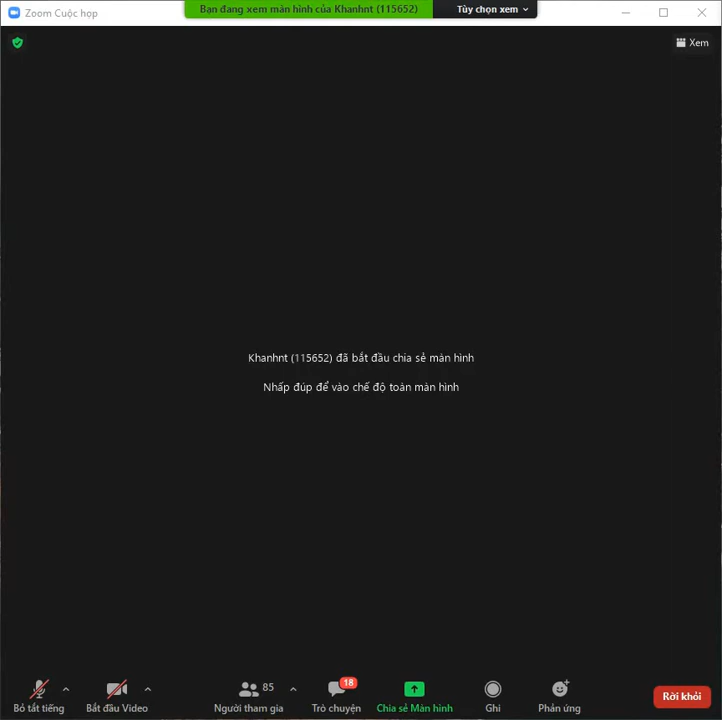 Zoom Cuộc họp
Bạn đang xem màn hình của Khanhnt (115652)
Tùy chọn xem
Xem
Khanhnt (115652) đã bắt đầu chia sẻ màn hình
Nhấp đúp để vào chế độ toàn màn hình
85
18
Bỏ tắt tiếng
Bắt đầu Video
Người tham gia
Trò chuyện
Chia sẻ Màn hình
Ghi
Phản ứng
Rời khỏi